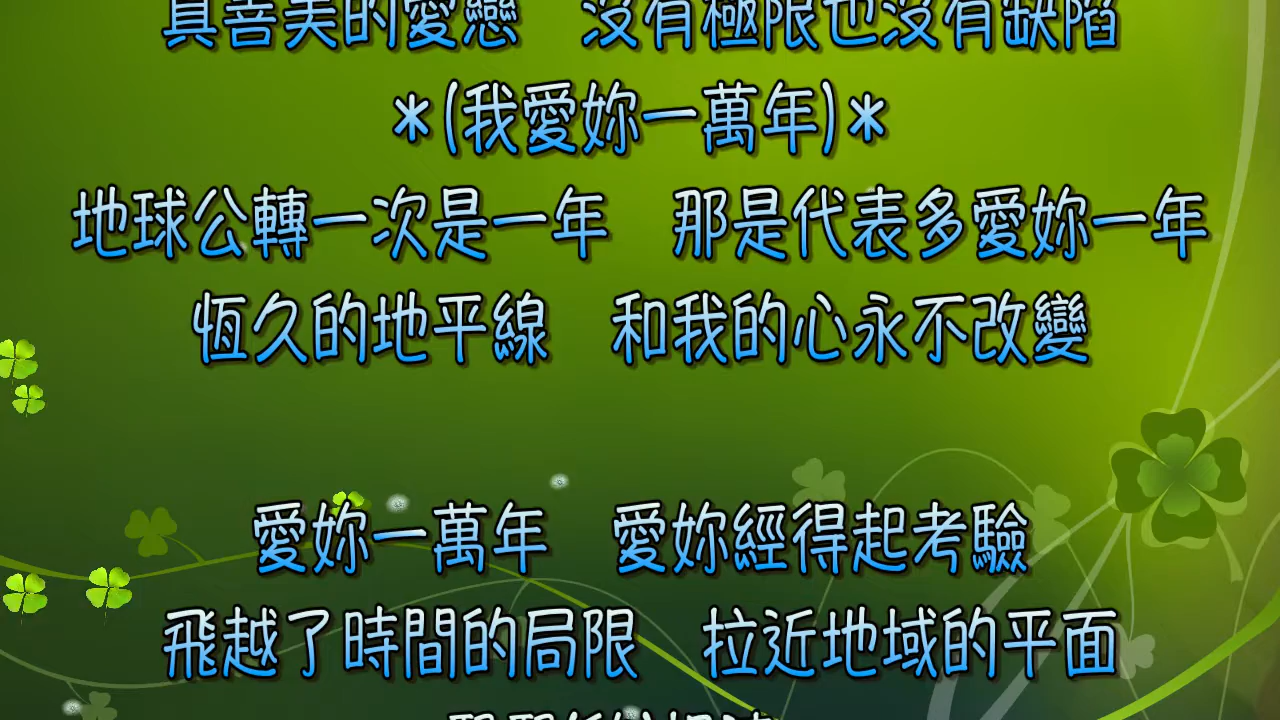 真善美的愛戀　沒有極限也沒有缺陷
*(我愛妳一萬年)*
地球公轉一次是一年　那是代表多愛妳一年
恆久的地平線　和我的心永不改變
愛妳一萬年　愛妳經得起考驗
飛越了時間的局限　拉近地域的平面